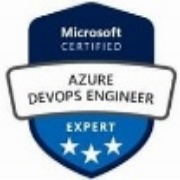 Microsoft
CERTIFIED
AZURE
DEVOPS ENGINEER
EXPERT